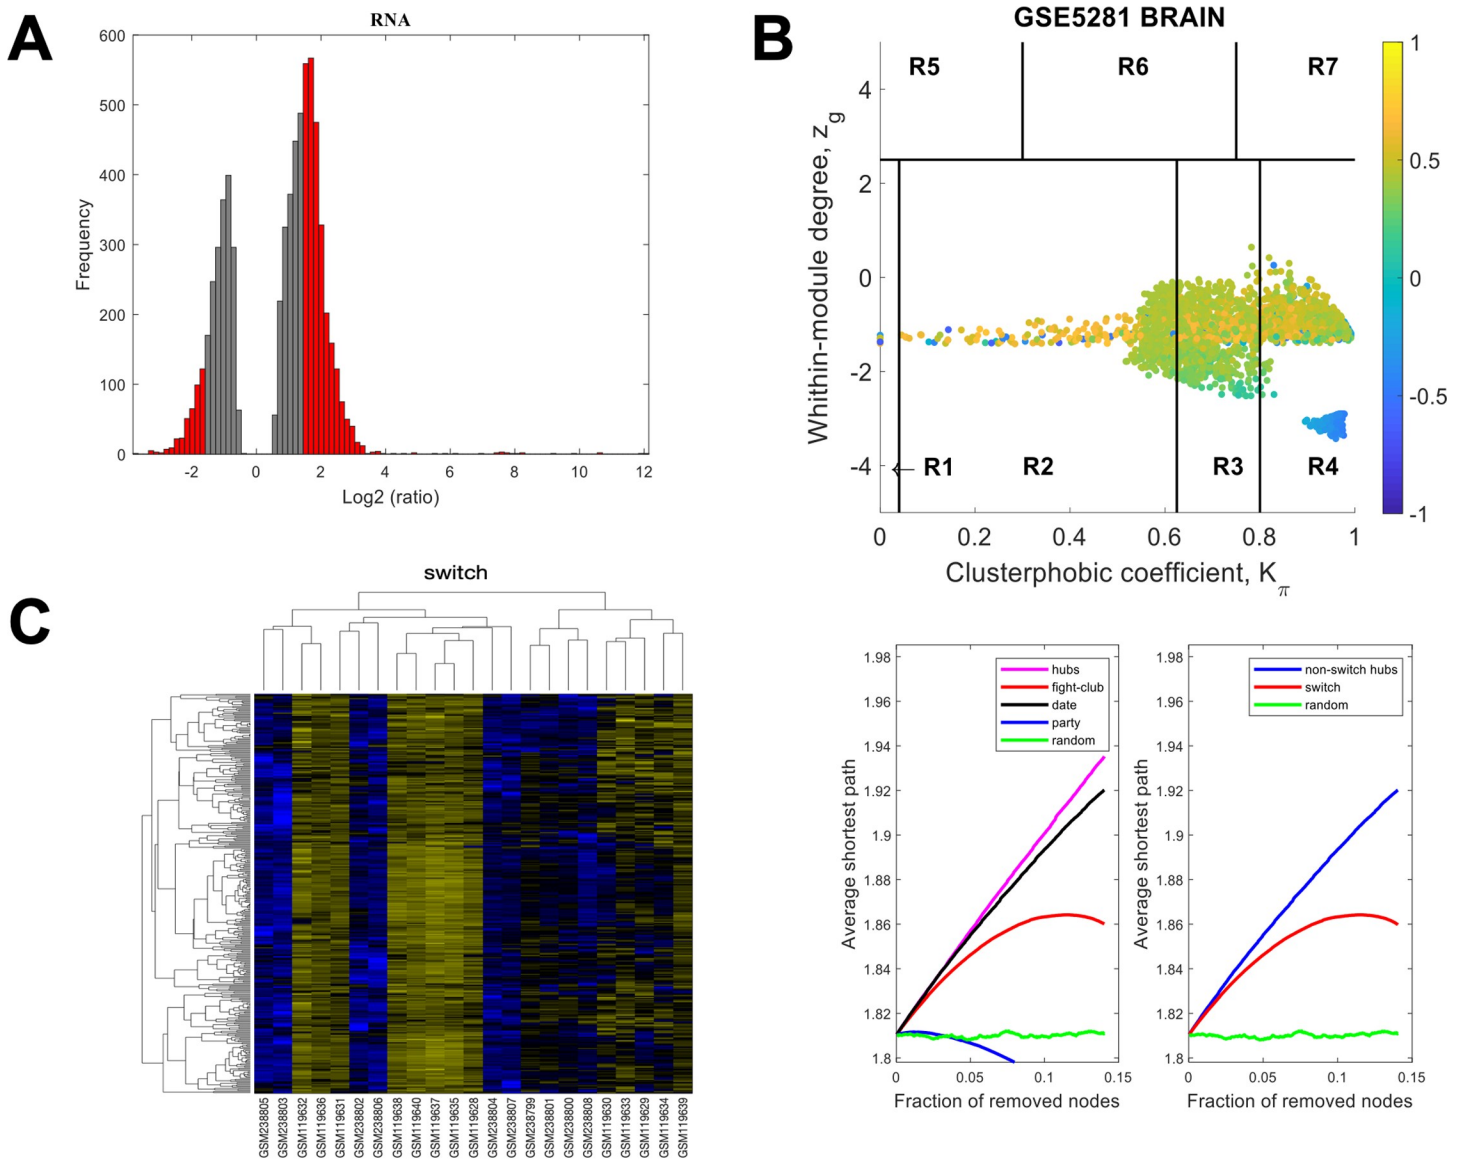 A
RNA
600
500
400
300
200
100
0
Frequency
-2 0 2 4 6 8 10 12
Log2 (ratio)
B
GSE5281 BRAIN
R5 R6 R7
4
2
0
-2
-4
Whithin-module degree, zg
R1 R2 R3 R4
0 0.2 0.4 0.6 0.8 1
Clusterphobic coefficient, Kπ
1
0.5
0
-0.5
-1
C
switch
GSM238805
GSM238803
GSM119632
GSM119636
GSM119631
GSM238802
GSM238806
GSM119638
GSM119640
GSM119637
GSM119635
GSM119628
GSM238804
GSM238807
GSM238799
GSM238801
GSM238800
GSM238808
GSM119630
GSM119633
GSM119629
GSM119634
GSM119639
1.98
1.96
1.94
1.92
1.9
1.88
1.86
1.84
1.82
1.8
Average shortest path
hubs
fight-club
date
party
random
0 0.05 0.1 0.15
Fraction of removed nodes
1.98
1.96
1.94
1.92
1.9
1.88
1.86
1.84
1.82
1.8
Average shortest path
non-switch hubs
switch
random
0 0.05 0.1 0.15
Fraction of removed nodes